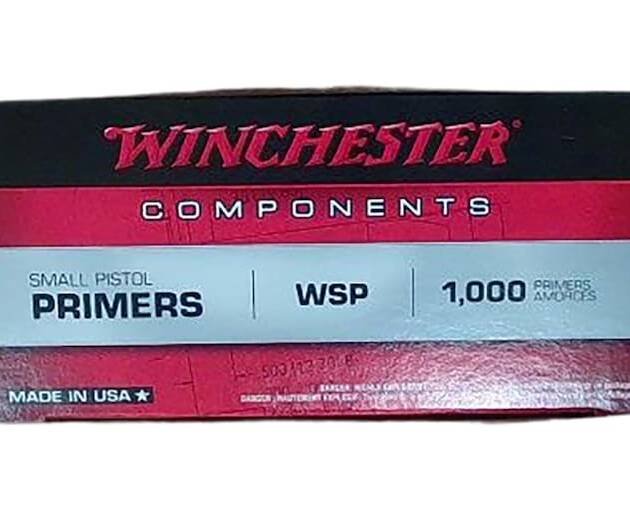 WINCHESTER®
COMPONENTS
SMALL PISTOL
PRIMERS
WSP
1,000 PRIMERS
AMORCES
MADE IN USA ★